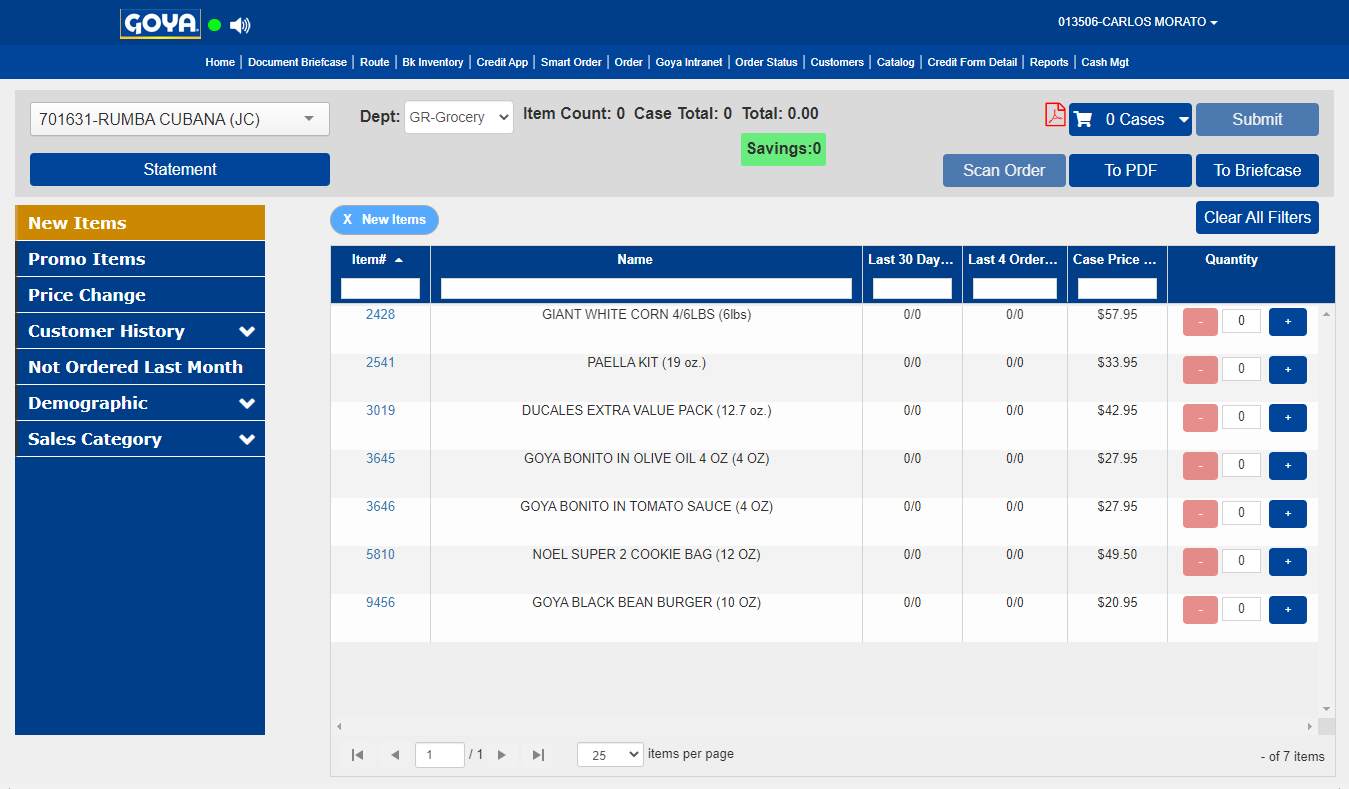 GOYA
013506-CARLOS MORATO
Home | Document Briefcase | Route | Bk Inventory | Credit App | Smart Order | Order | Goya Intranet | Order Status | Customers | Catalog | Credit Form Detail | Reports | Cash Mgt
701631-RUMBA CUBANA (JC) Dept: GR-Grocery Item Count: 0 Case Total: 0 Total: 0.00 0 Cases Submit
Savings:0
Statement Scan Order To PDF To Briefcase
New Items
Promo Items
Price Change
Customer History
Not Ordered Last Month
Demographic
Sales Category
X New Items Clear All Filters
Item# Name Last 30 Day... Last 4 Order... Case Price ... Quantity
2428 GIANT WHITE CORN 4/6LBS (6lbs) 0/0 0/0 $57.95 - 0 +
2541 PAELLA KIT (19 oz.) 0/0 0/0 $33.95 - 0 +
3019 DUCALES EXTRA VALUE PACK (12.7 oz.) 0/0 0/0 $42.95 - 0 +
3645 GOYA BONITO IN OLIVE OIL 4 OZ (4 OZ) 0/0 0/0 $27.95 - 0 +
3646 GOYA BONITO IN TOMATO SAUCE (4 OZ) 0/0 0/0 $27.95 - 0 +
5810 NOEL SUPER 2 COOKIE BAG (12 OZ) 0/0 0/0 $49.50 - 0 +
9456 GOYA BLACK BEAN BURGER (10 OZ) 0/0 0/0 $20.95 - 0 +
1 / 1 25 items per page - of 7 items